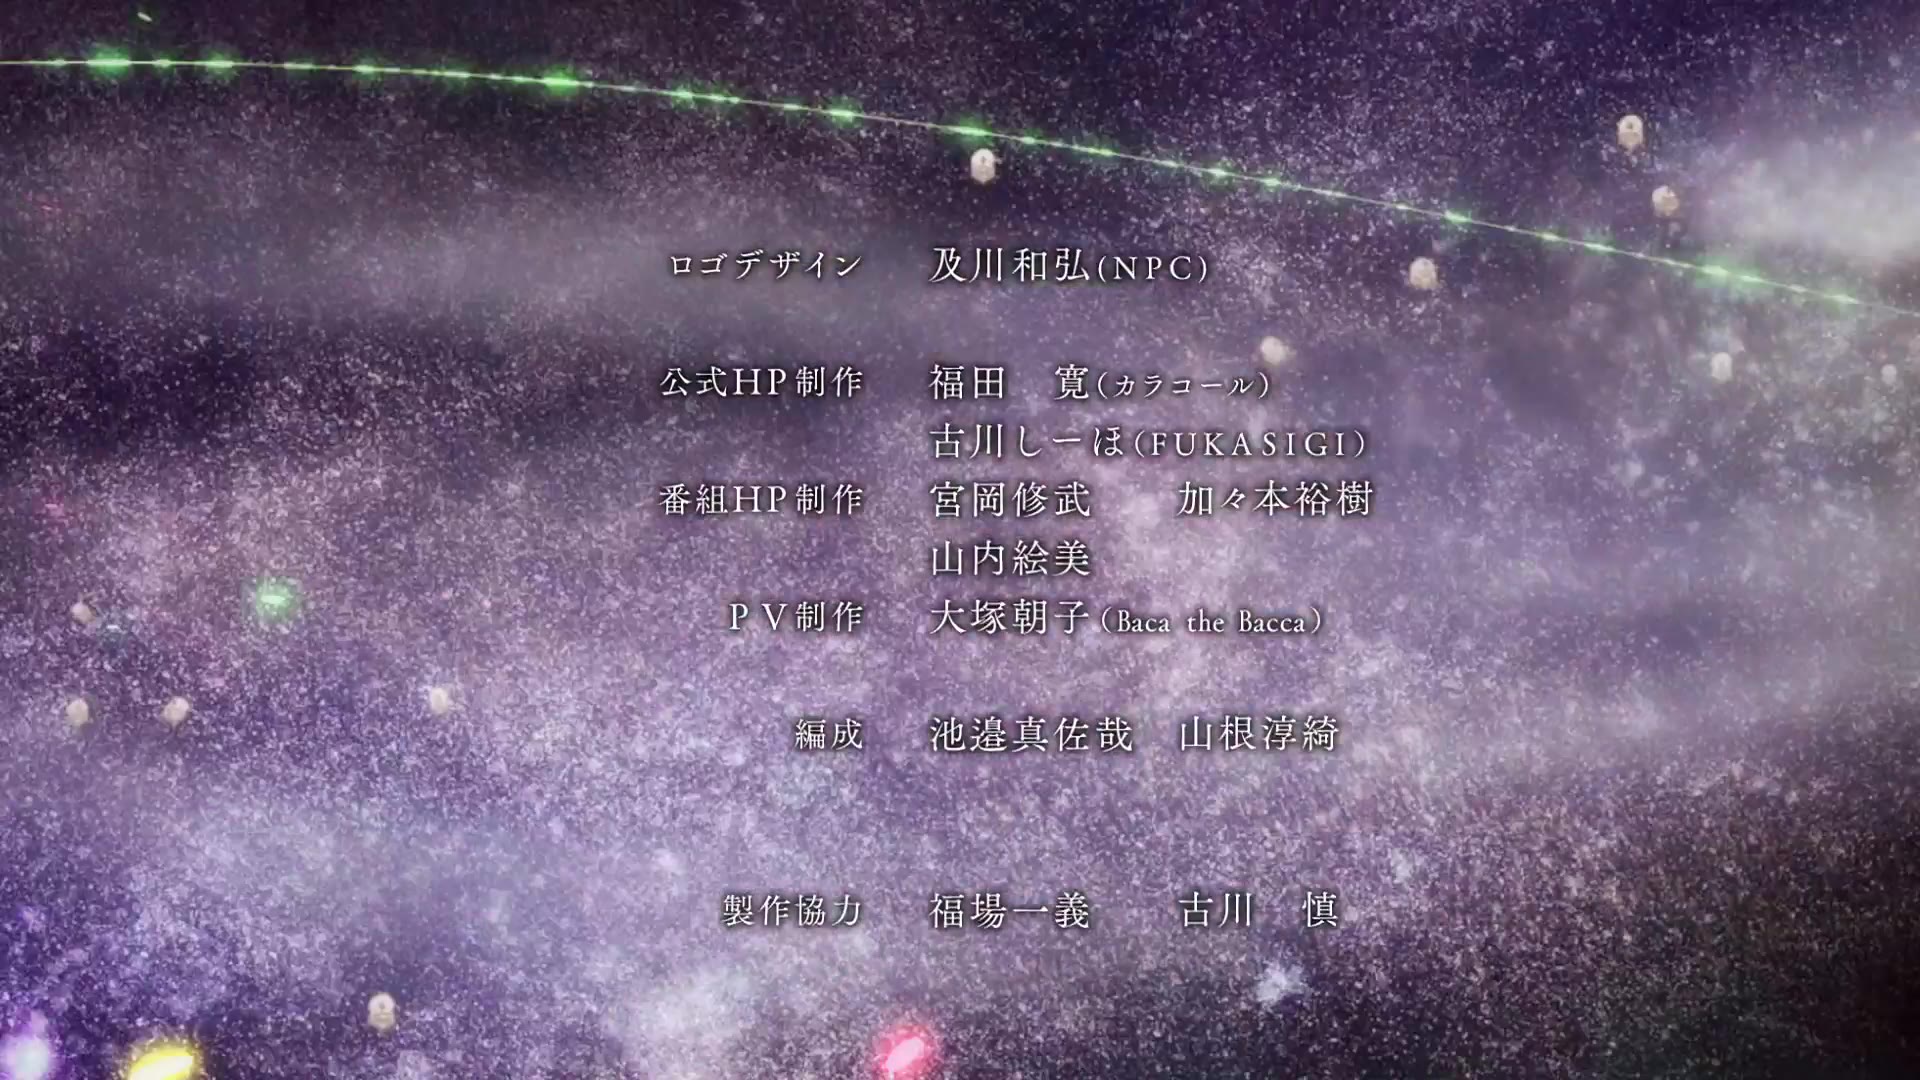 ロゴデザイン 及川和弘(NPC)
公式HP制作 福田 寛(カラコール)
古川しーほ(FUKASIGI)
番組HP制作 宮岡修武 加々本裕樹
山内絵美
PV制作 大塚朝子(Baca the Bacca)
編成 池邉真佐哉 山根淳綺
製作協力 福場一義 古川 慎